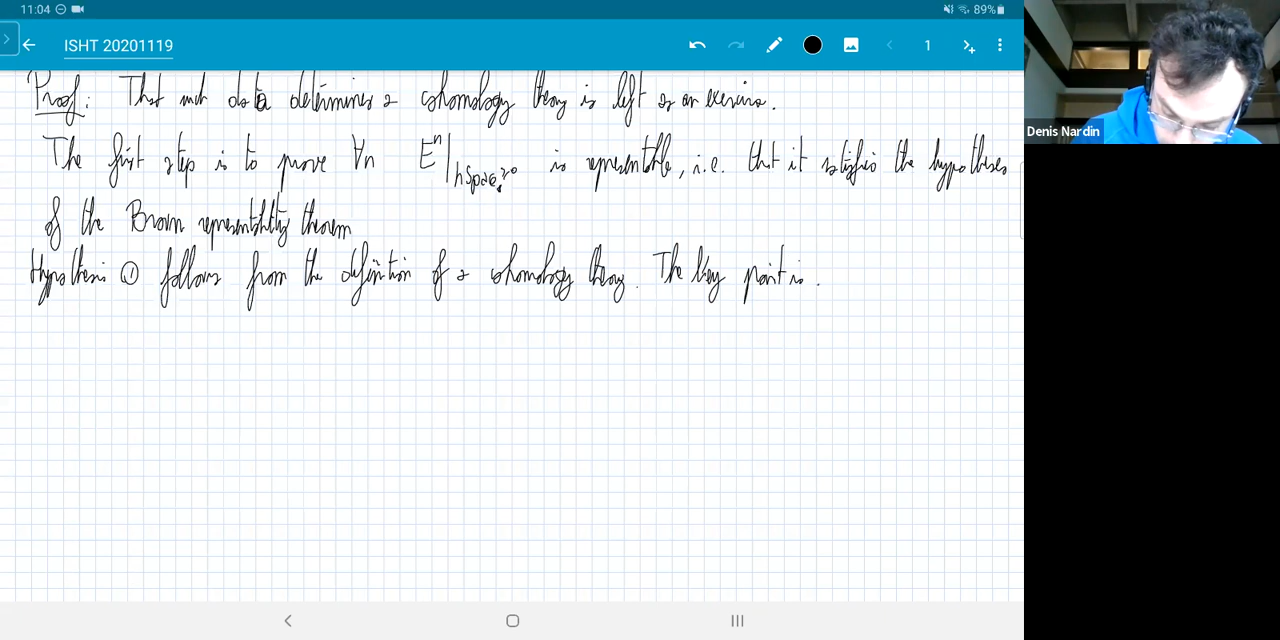 11:04
89%
ISHT 20201119
1
Proof: That such data determines a cohomology theory is left as an exercise.
Denis Nardin
The first step is to prove ∀n Eⁿ|hSpace_*^{≥0} is representable, i.e. that it satisfies the hypotheses
of the Brown representability theorem
Hypothesis ① follows from the definition of a cohomology theory. The key point is.